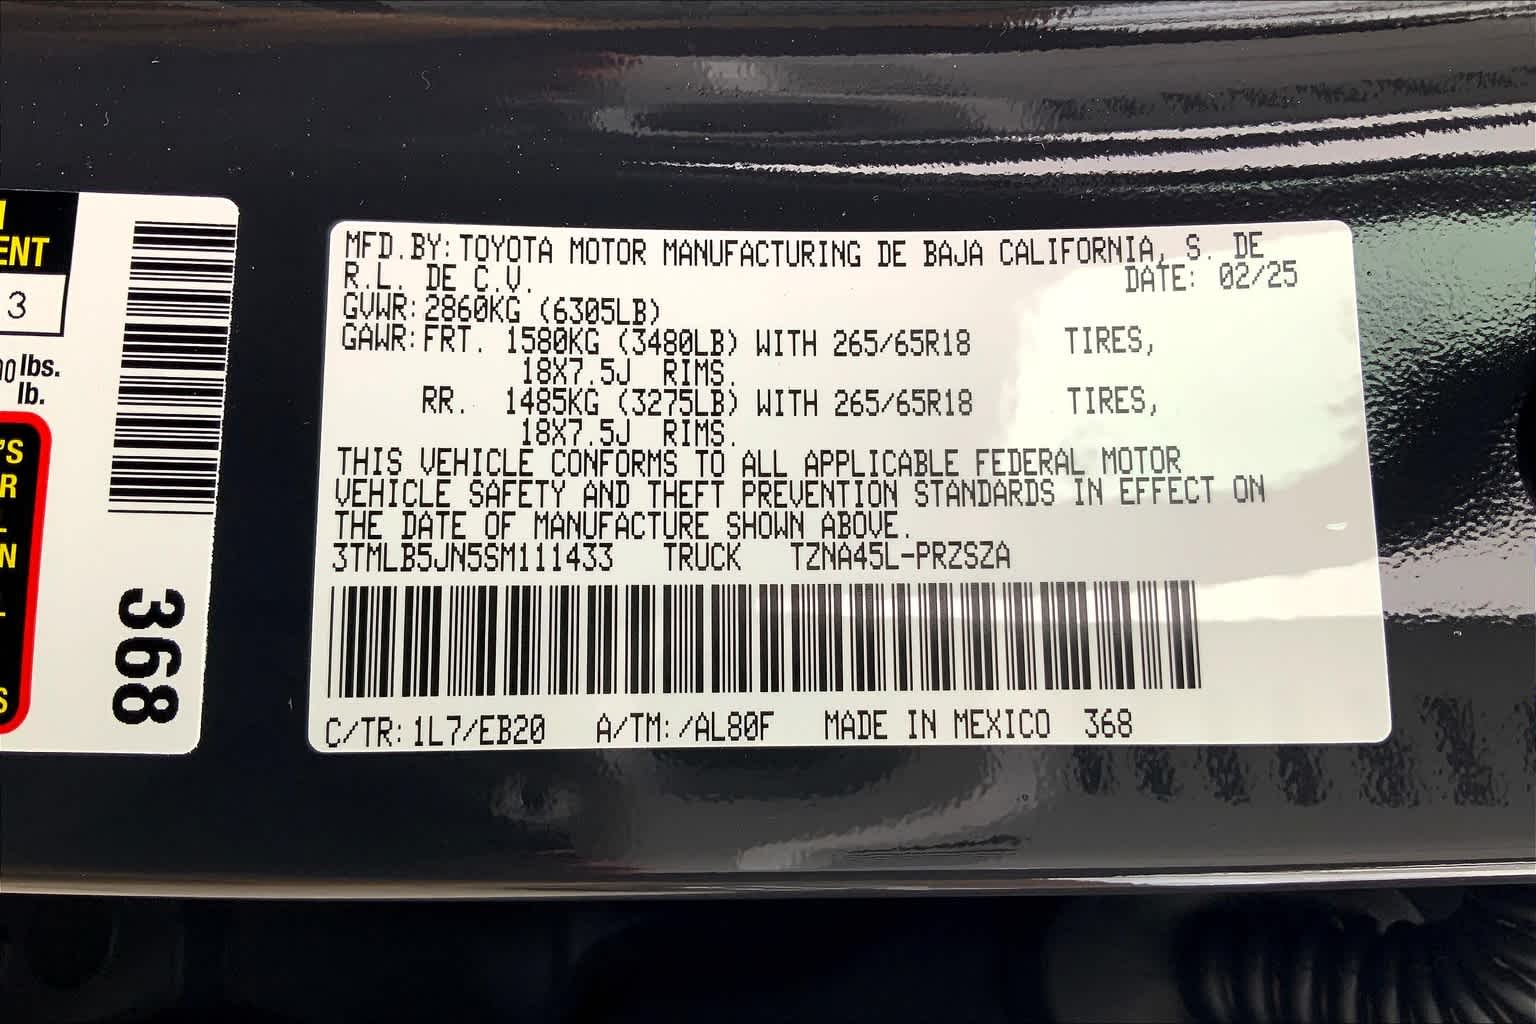 ENT
3
lbs.
lb.
'S
R
N
S
368
MFD.BY:TOYOTA MOTOR MANUFACTURING DE BAJA CALIFORNIA, S. DE
R.L. DE C.V. DATE: 02/25
GVWR:2860KG (6305LB)
GAWR:FRT. 1580KG (3480LB) WITH 265/65R18 TIRES,
18X7.5J RIMS.
RR. 1485KG (3275LB) WITH 265/65R18 TIRES,
18X7.5J RIMS.
THIS VEHICLE CONFORMS TO ALL APPLICABLE FEDERAL MOTOR
VEHICLE SAFETY AND THEFT PREVENTION STANDARDS IN EFFECT ON
THE DATE OF MANUFACTURE SHOWN ABOVE.
3TMLB5JN5SM111433 TRUCK TZNA45L-PRZSZA
C/TR:1L7/EB20 A/TM:/AL80F MADE IN MEXICO 368